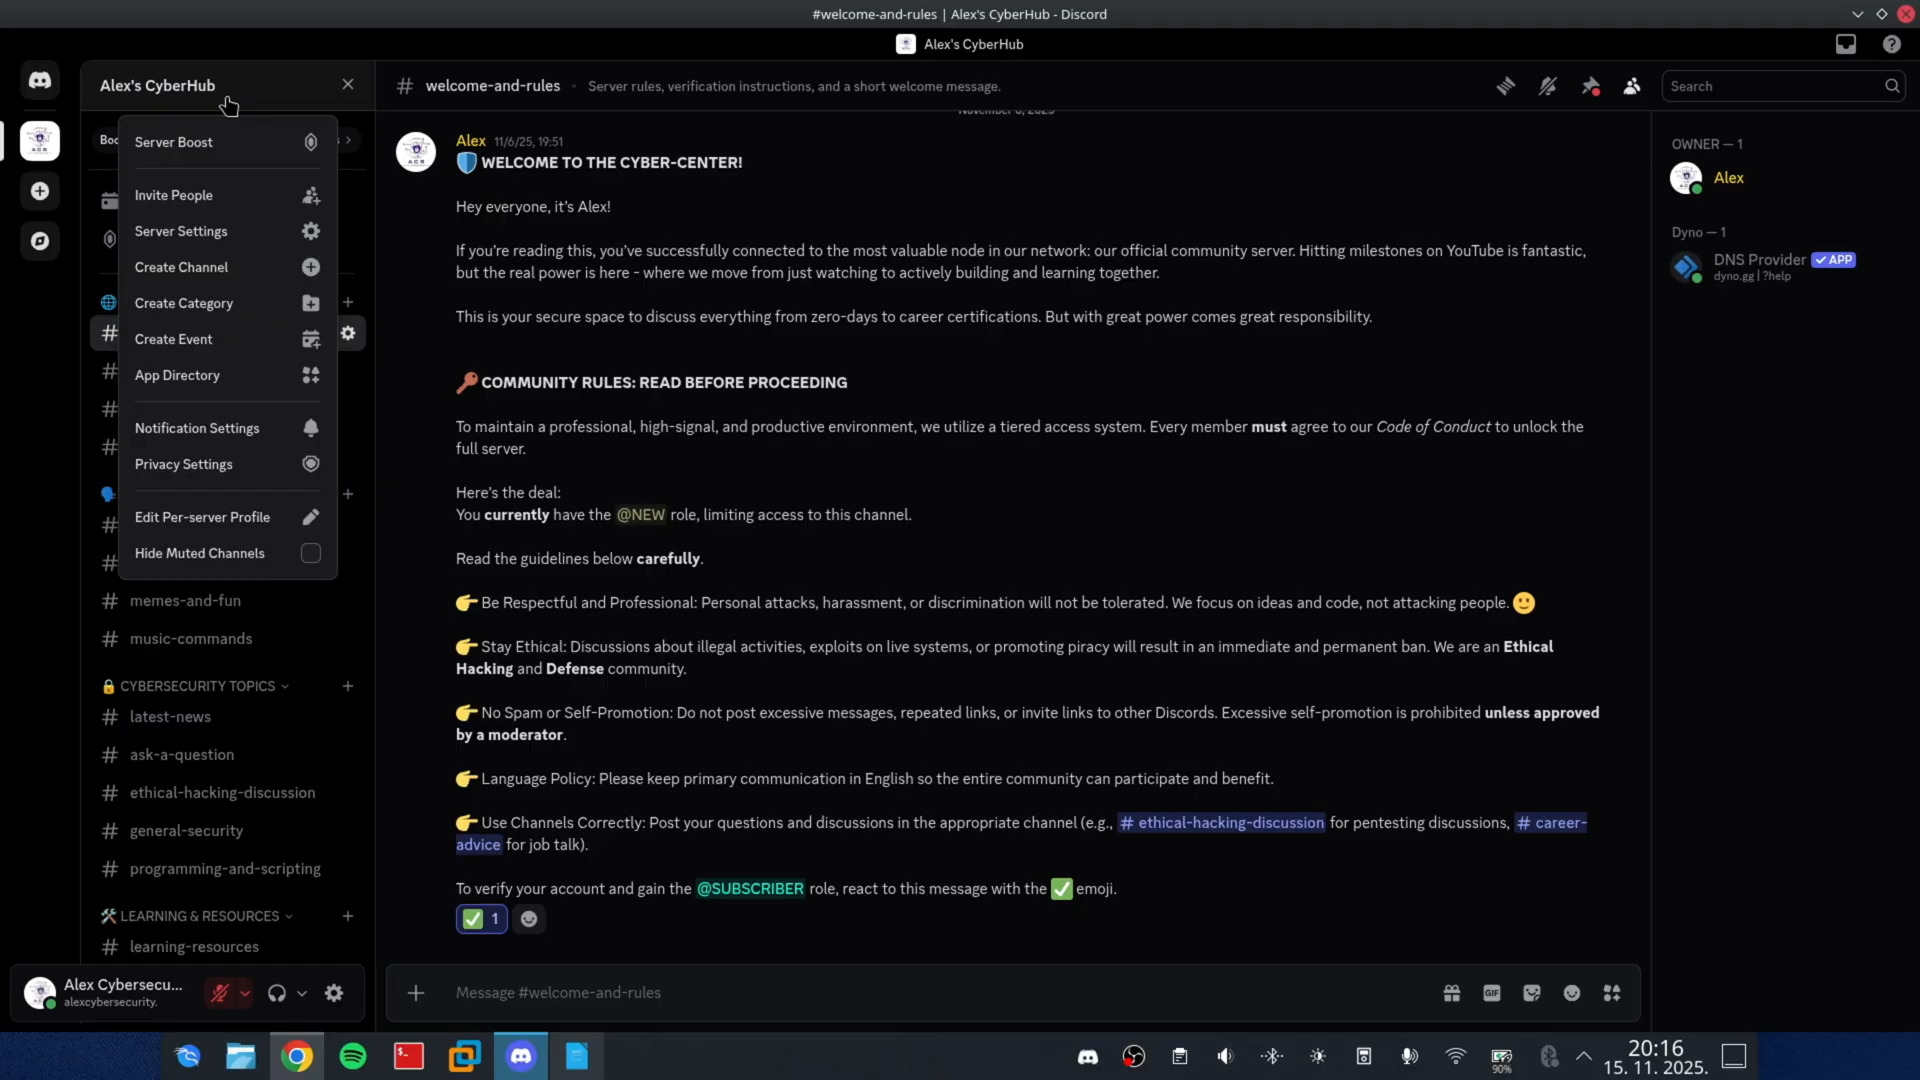 #welcome-and-rules | Alex's CyberHub - Discord
Alex's CyberHub
Alex's CyberHub
# welcome-and-rules
Server rules, verification instructions, and a short welcome message.
Search
Boo
Server Boost
Invite People
Server Settings
Create Channel
Create Category
Create Event
App Directory
Notification Settings
Privacy Settings
Edit Per-server Profile
Hide Muted Channels
# memes-and-fun
# music-commands
🔒 CYBERSECURITY TOPICS
# latest-news
# ask-a-question
# ethical-hacking-discussion
# general-security
# programming-and-scripting
🛠️ LEARNING & RESOURCES
# learning-resources
Alex Cybersecu...
alexcybersecurity.
Alex 11/6/25, 19:51
🛡️ WELCOME TO THE CYBER-CENTER!
Hey everyone, it's Alex!
If you're reading this, you've successfully connected to the most valuable node in our network: our official community server. Hitting milestones on YouTube is fantastic,
but the real power is here - where we move from just watching to actively building and learning together.
This is your secure space to discuss everything from zero-days to career certifications. But with great power comes great responsibility.
🔑 COMMUNITY RULES: READ BEFORE PROCEEDING
To maintain a professional, high-signal, and productive environment, we utilize a tiered access system. Every member must agree to our Code of Conduct to unlock the
full server.
Here's the deal:
You currently have the @NEW role, limiting access to this channel.
Read the guidelines below carefully.
👉 Be Respectful and Professional: Personal attacks, harassment, or discrimination will not be tolerated. We focus on ideas and code, not attacking people. 🙂
👉 Stay Ethical: Discussions about illegal activities, exploits on live systems, or promoting piracy will result in an immediate and permanent ban. We are an Ethical
Hacking and Defense community.
👉 No Spam or Self-Promotion: Do not post excessive messages, repeated links, or invite links to other Discords. Excessive self-promotion is prohibited unless approved
by a moderator.
👉 Language Policy: Please keep primary communication in English so the entire community can participate and benefit.
👉 Use Channels Correctly: Post your questions and discussions in the appropriate channel (e.g., # ethical-hacking-discussion for pentesting discussions, # career-
advice for job talk).
To verify your account and gain the @SUBSCRIBER role, react to this message with the ✅ emoji.
✅ 1
Message #welcome-and-rules
GIF
OWNER — 1
Alex
Dyno — 1
DNS Provider ✓ APP
dyno.gg | ?help
90%
20:16
15. 11. 2025.